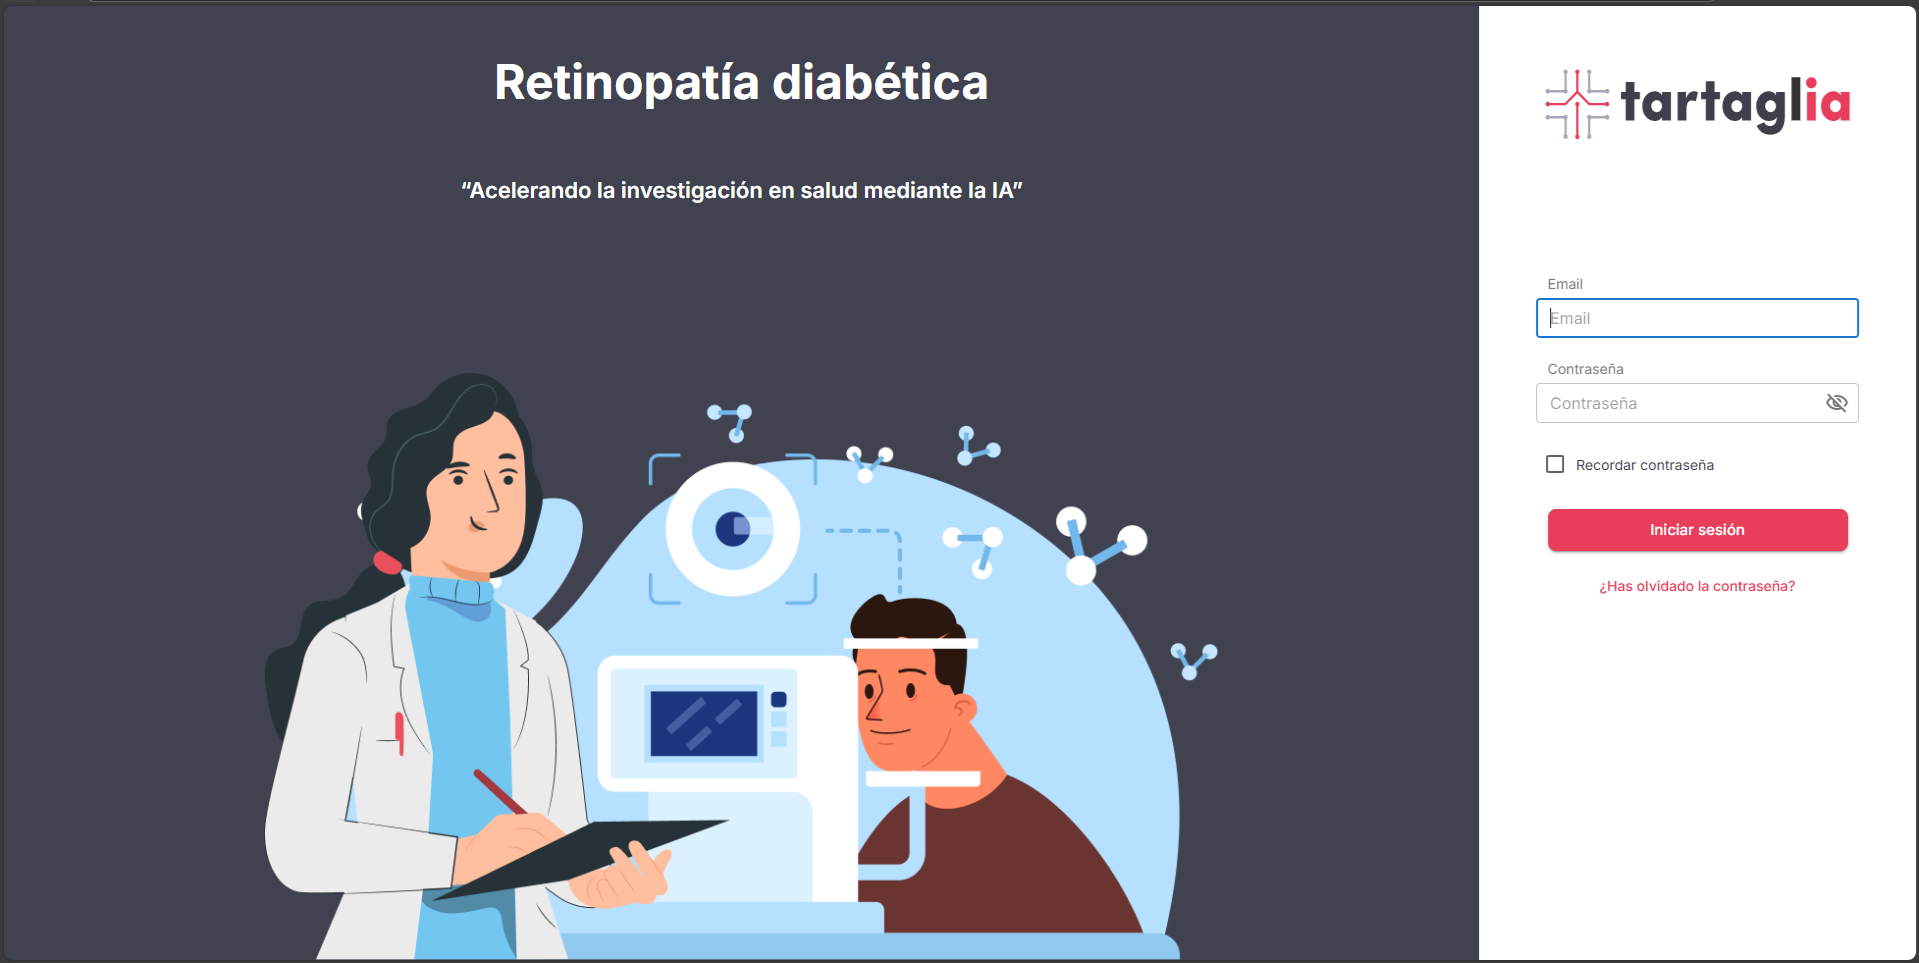 Retinopatía diabética
“Acelerando la investigación en salud mediante la IA”
tartaglia
Email
Email
Contraseña
Contraseña
Recordar contraseña
Iniciar sesión
¿Has olvidado la contraseña?